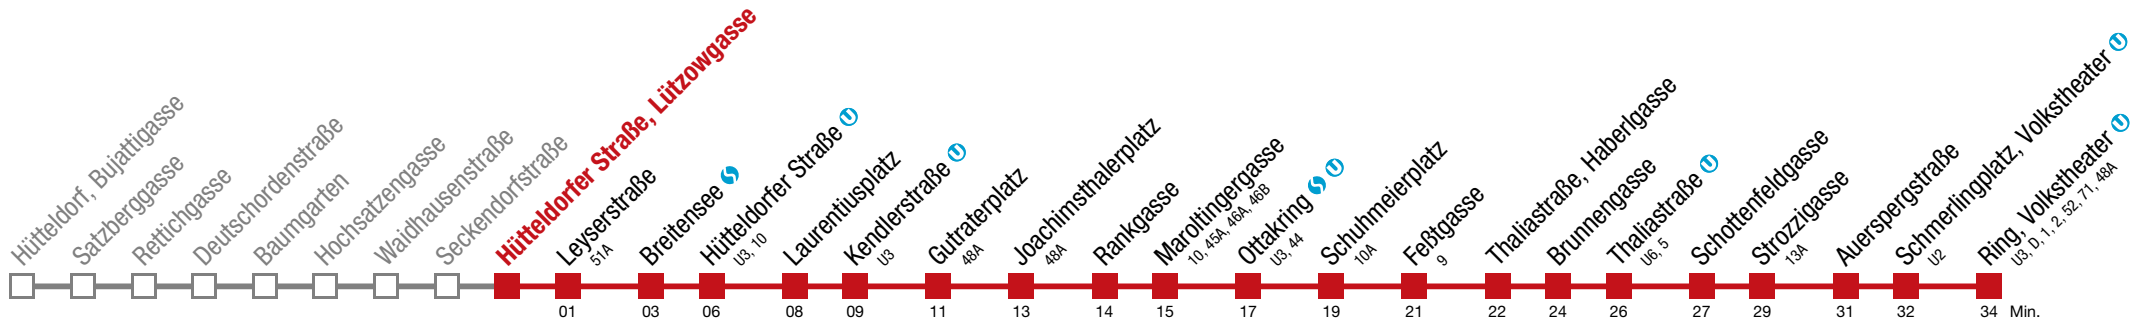 Hütteldorf, Bujattigasse
Satzberggasse
Rettichgasse
Deutschordenstraße
Baumgarten
Hochsatzengasse
Waidhausenstraße
Seckendorfstraße
Hütteldorfer Straße, Lützowgasse
Leyserstraße
51A
Breitensee
Hütteldorfer Straße
U3, 10
Laurentiusplatz
Kendlerstraße
U3
Gutraterplatz
48A
Joachimsthalerplatz
48A
Rankgasse
Maroltingergasse
10, 45A, 46A, 46B
Ottakring
U3, 44
Schuhmeierplatz
10A
Feßtgasse
9
Thaliastraße, Haberlgasse
Brunnengasse
Thaliastraße
U6, 5
Schottenfeldgasse
Strozzigasse
13A
Auerspergstraße
Schmerlingplatz, Volkstheater
U2
Ring, Volkstheater
U3, D, 1, 2, 52, 71, 48A
01 03 06 08 09 11 13 14 15 17 19 21 22 24 26 27 29 31 32 34 Min.